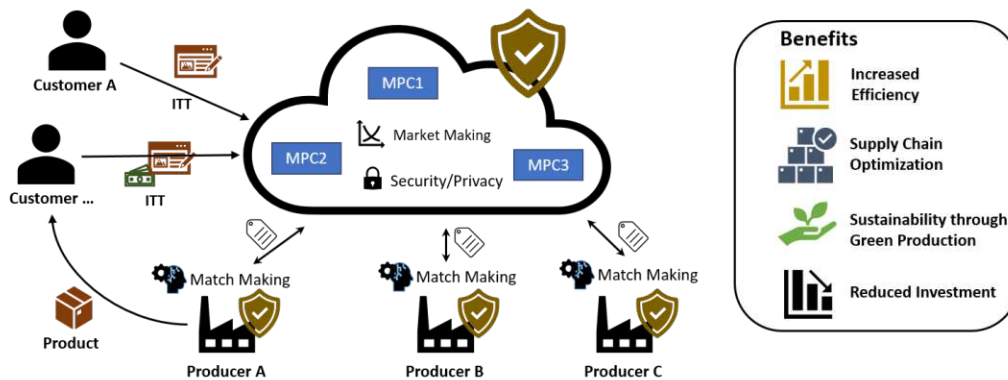 Customer A
ITT
Customer ...
ITT
MPC1
Market Making
MPC2
MPC3
Security/Privacy
Match Making
Match Making
Match Making
Product
Producer A
Producer B
Producer C
Benefits
Increased
Efficiency
Supply Chain
Optimization
Sustainability through
Green Production
Reduced Investment